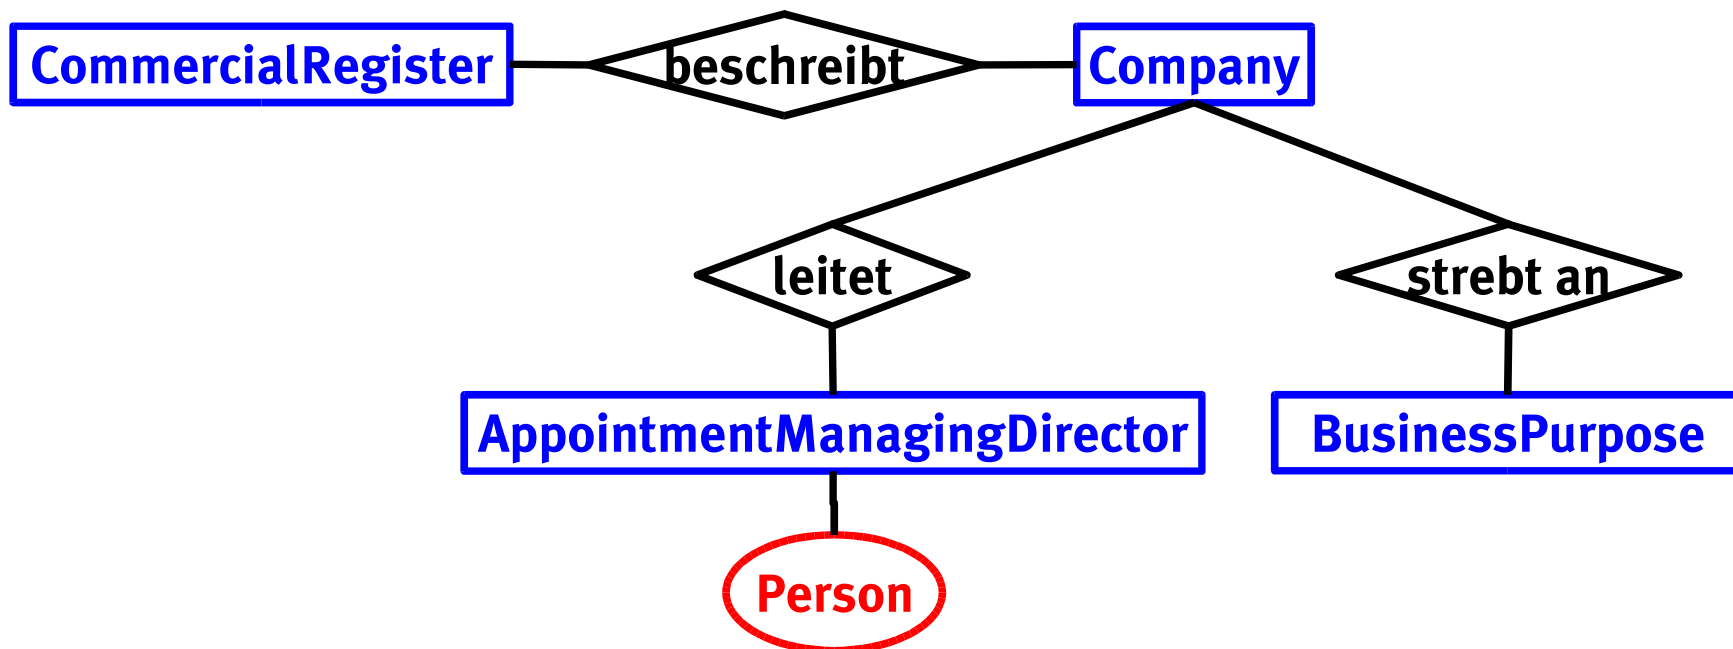 CommercialRegister
beschreibt
Company
leitet
strebt an
AppointmentManagingDirector
BusinessPurpose
Person